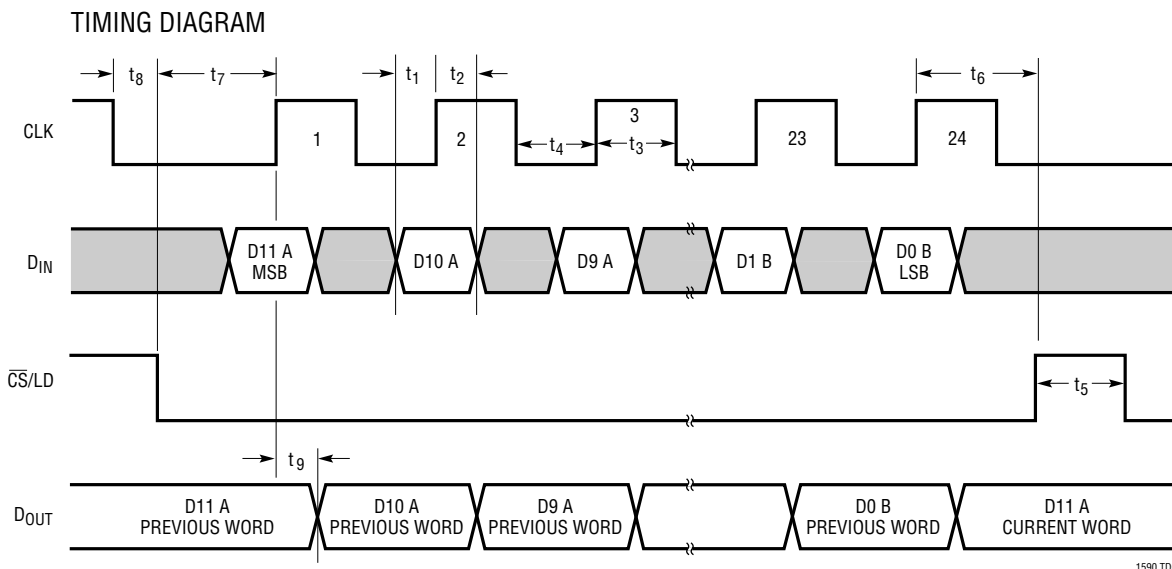 TIMING DIAGRAM
t8
t7
t1
t2
t6
CLK
1
2
3
t4
t3
23
24
DIN
D11 A
MSB
D10 A
D9 A
D1 B
D0 B
LSB
CS/LD
t5
t9
DOUT
D11 A
PREVIOUS WORD
D10 A
PREVIOUS WORD
D9 A
PREVIOUS WORD
D0 B
PREVIOUS WORD
D11 A
CURRENT WORD
1590 TD